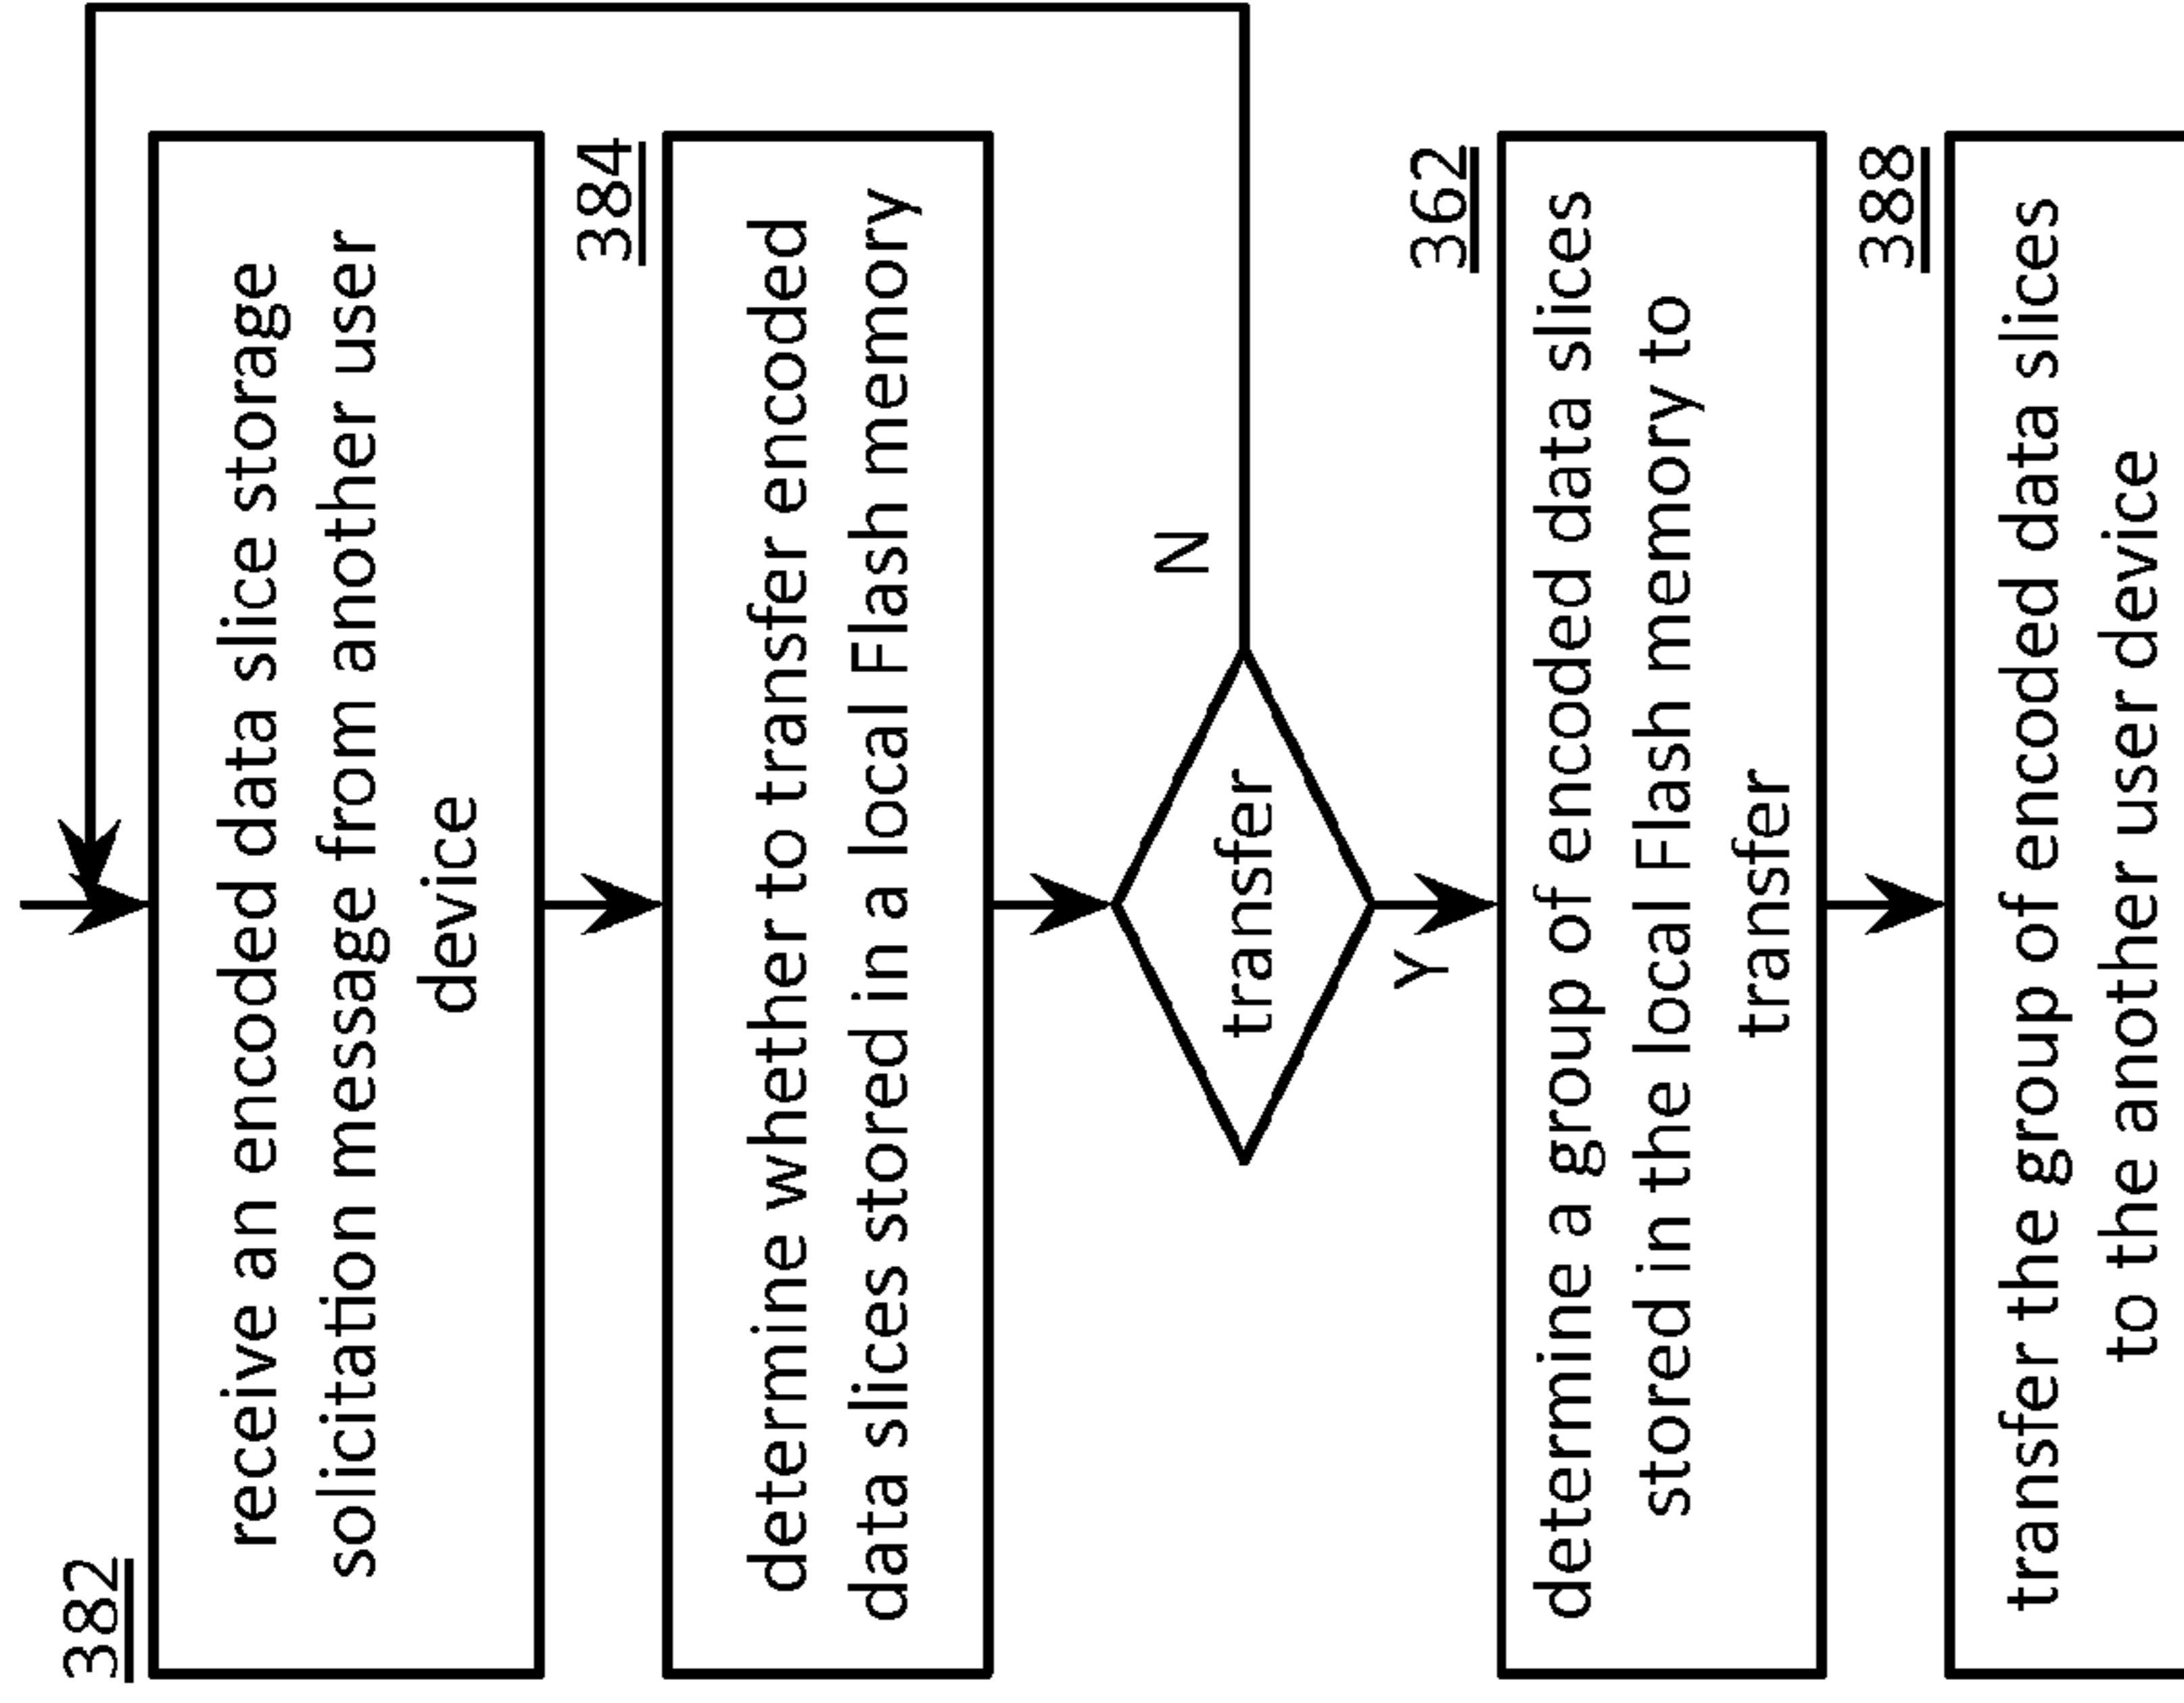 382
receive an encoded data slice storage
solicitation message from another user
device
384
determine whether to transfer encoded
data slices stored in a local Flash memory
transfer
N
Y
362
determine a group of encoded data slices
stored in the local Flash memory to
transfer
388
transfer the group of encoded data slices
to the another user device